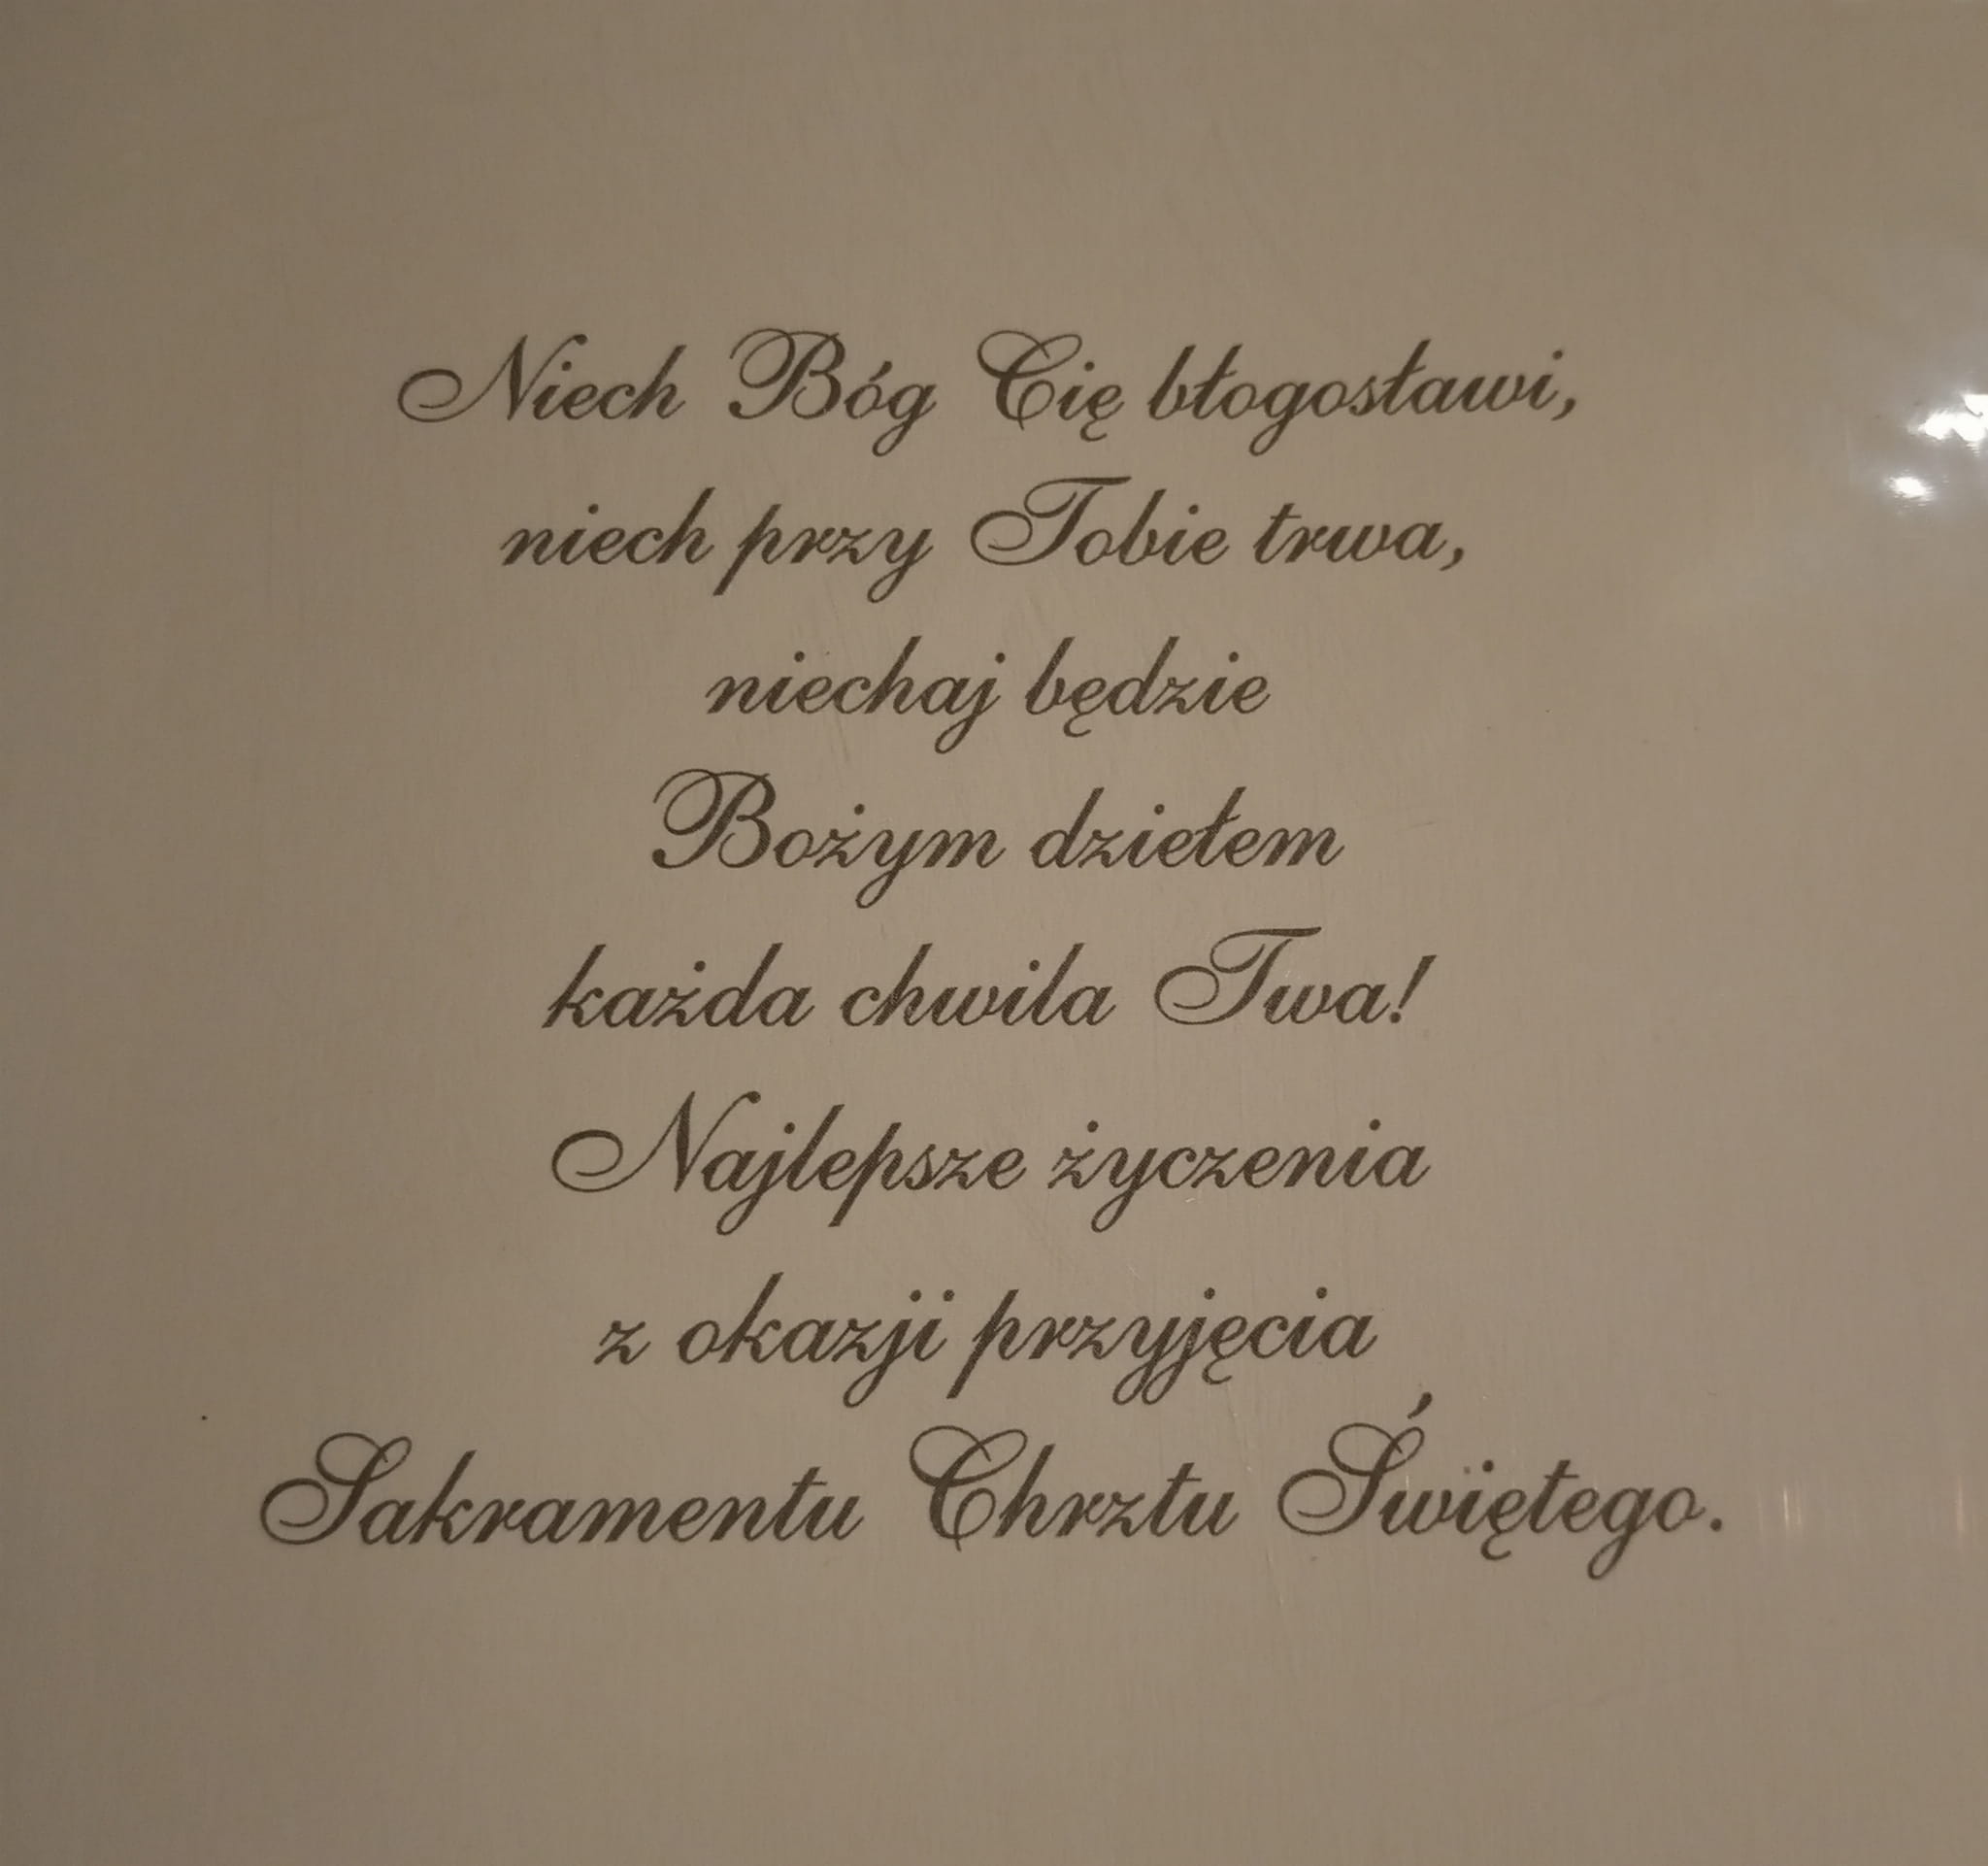 Niech Bóg Cię błogosławi,
niech przy Tobie trwa,
niechaj będzie
Bożym dziełem
każda chwila Twa!
Najlepsze życzenia
z okazji przyjęcia
Sakramentu Chrztu Świętego.